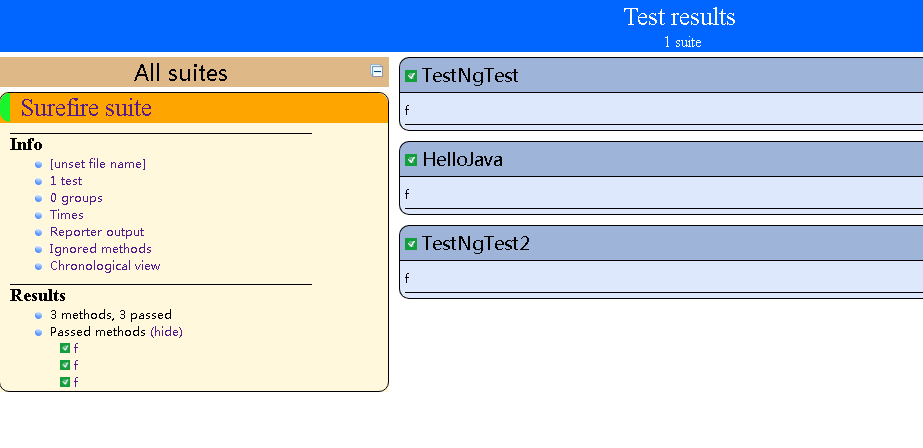 Test results
1 suite
All suites
Surefire suite
Info
[unset file name]
1 test
0 groups
Times
Reporter output
Ignored methods
Chronological view
Results
3 methods, 3 passed
Passed methods (hide)
f
f
f
TestNgTest
f
HelloJava
f
TestNgTest2
f